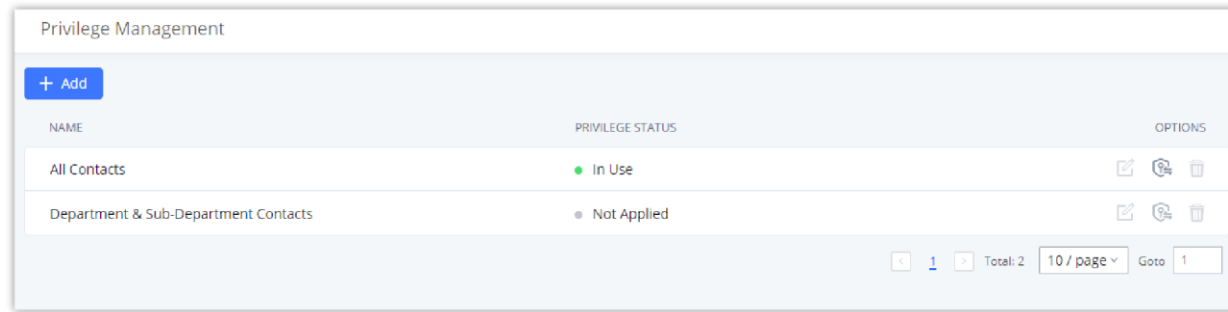 Privilege Management
+ Add
NAME PRIVILEGE STATUS OPTIONS
All Contacts In Use
Department & Sub-Department Contacts Not Applied
< 1 > Total: 2 10 / page Goto 1